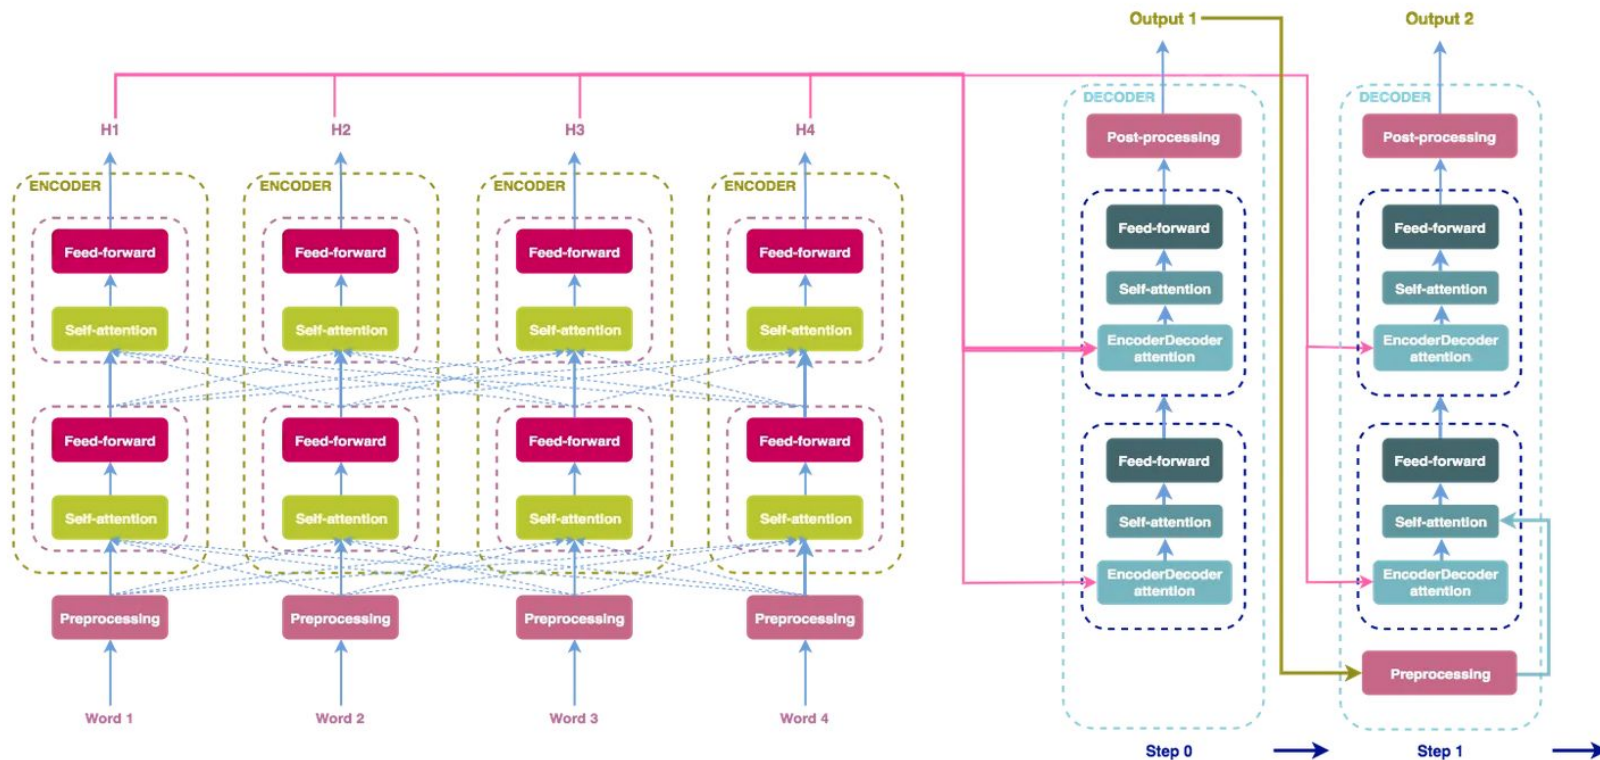 Output 1
Output 2
H1
H2
H3
H4
ENCODER
Feed-forward
Self-attention
Feed-forward
Self-attention
Preprocessing
Word 1
ENCODER
Feed-forward
Self-attention
Feed-forward
Self-attention
Preprocessing
Word 2
ENCODER
Feed-forward
Self-attention
Feed-forward
Self-attention
Preprocessing
Word 3
ENCODER
Feed-forward
Self-attention
Feed-forward
Self-attention
Preprocessing
Word 4
DECODER
Post-processing
Feed-forward
Self-attention
EncoderDecoder
attention
Feed-forward
Self-attention
EncoderDecoder
attention
Step 0
DECODER
Post-processing
Feed-forward
Self-attention
EncoderDecoder
attention
Feed-forward
Self-attention
EncoderDecoder
attention
Preprocessing
Step 1